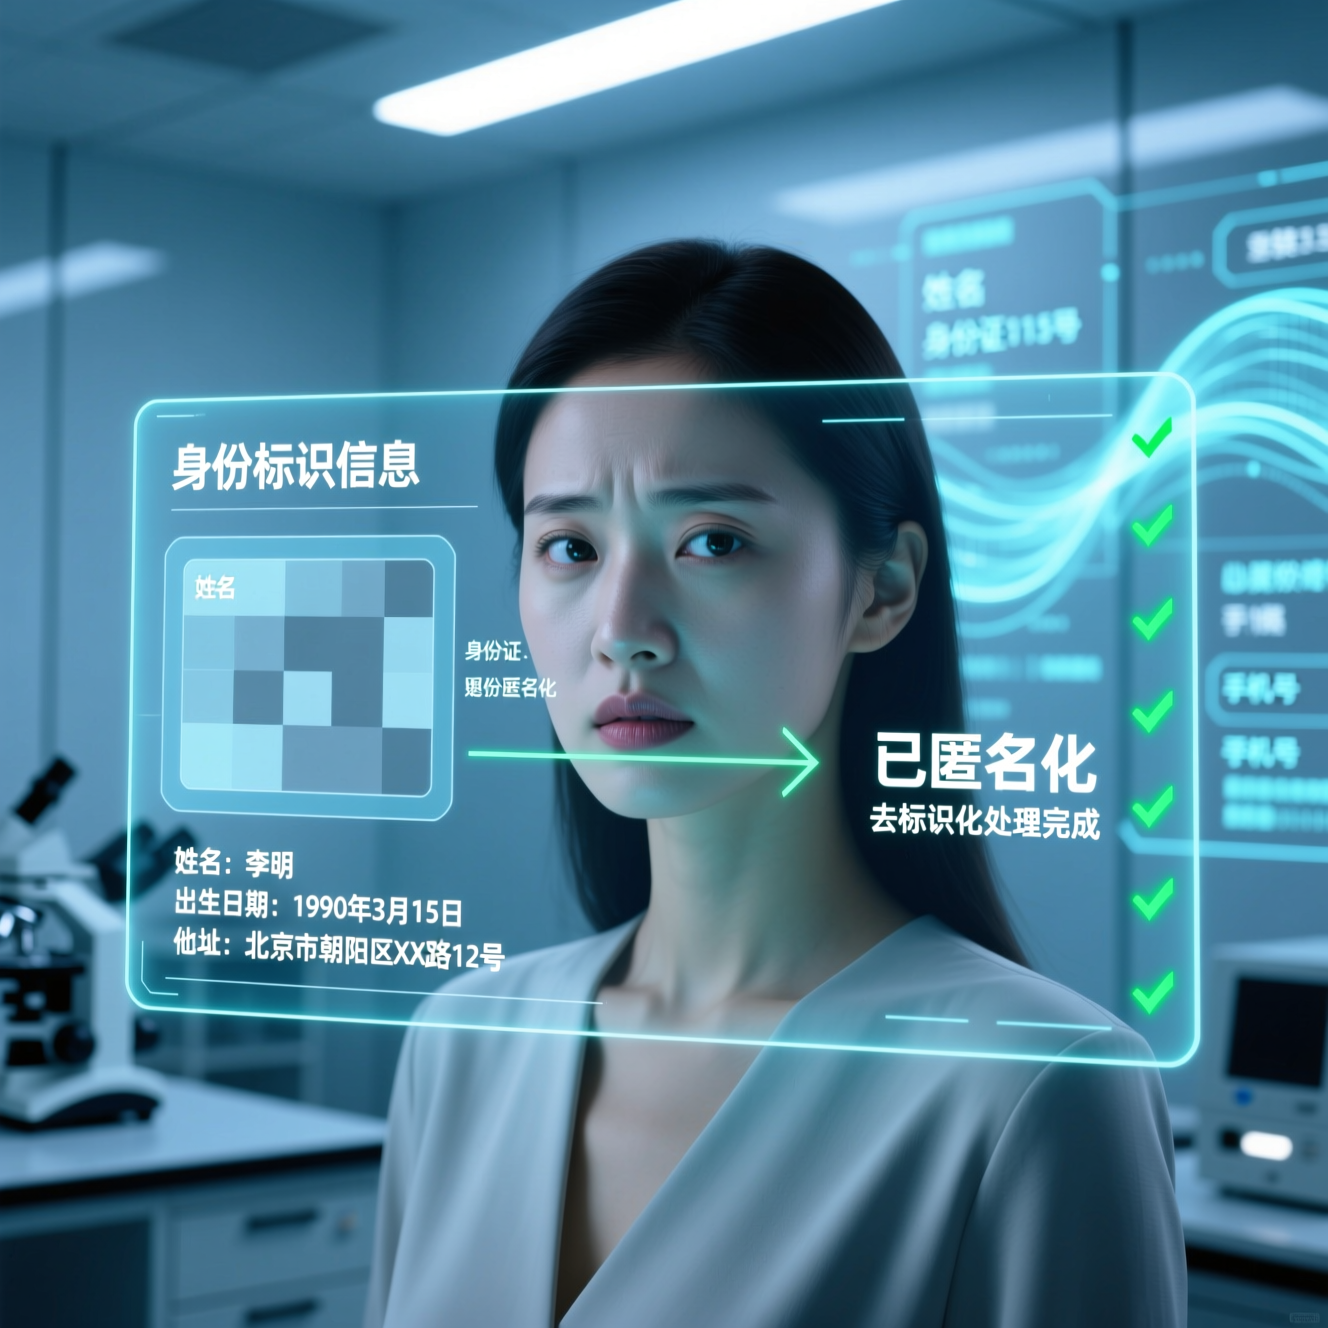 身份标识信息
姓名
身份证.
份匿名化
已匿名化
去标识化处理完成
姓名：李明
出生日期：1990年3月15日
他址：北京市朝阳区XX路12号
姓名
身份证115号
手机号
手机号